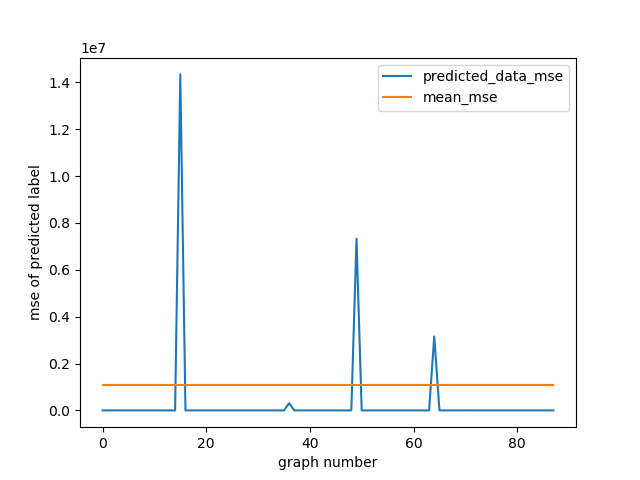 1e7
predicted_data_mse
mean_mse
1.4
1.2
1.0
0.8
0.6
0.4
0.2
0.0
mse of predicted label
0 20 40 60 80
graph number